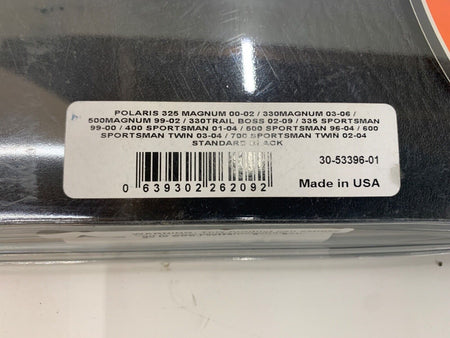 POLARIS 325 MAGNUM 00-02 / 330MAGNUM 03-06 /
500MAGNUM 99-02 / 330TRAIL BOSS 02-09 / 335 SPORTSMAN
99-00 / 400 SPORTSMAN 01-04 / 500 SPORTSMAN 96-04 / 600
SPORTSMAN TWIN 03-04 / 700 SPORTSMAN TWIN 02-04
STANDARD BLACK
30-53396-01
0 639302 262092
Made in USA